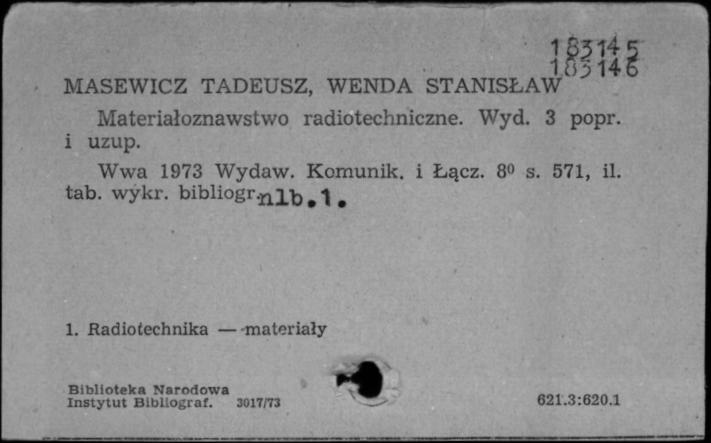 183145
183146
MASEWICZ TADEUSZ, WENDA STANISŁAW
Materiałoznawstwo radiotechniczne. Wyd. 3 popr.
i uzup.
Wwa 1973 Wydaw. Komunik. i Łącz. 8⁰ s. 571, il.
tab. wykr. bibliogr. nlb.1.
1. Radiotechnika — materiały
Biblioteka Narodowa
Instytut Bibliograf. 3017/73
621.3:620.1